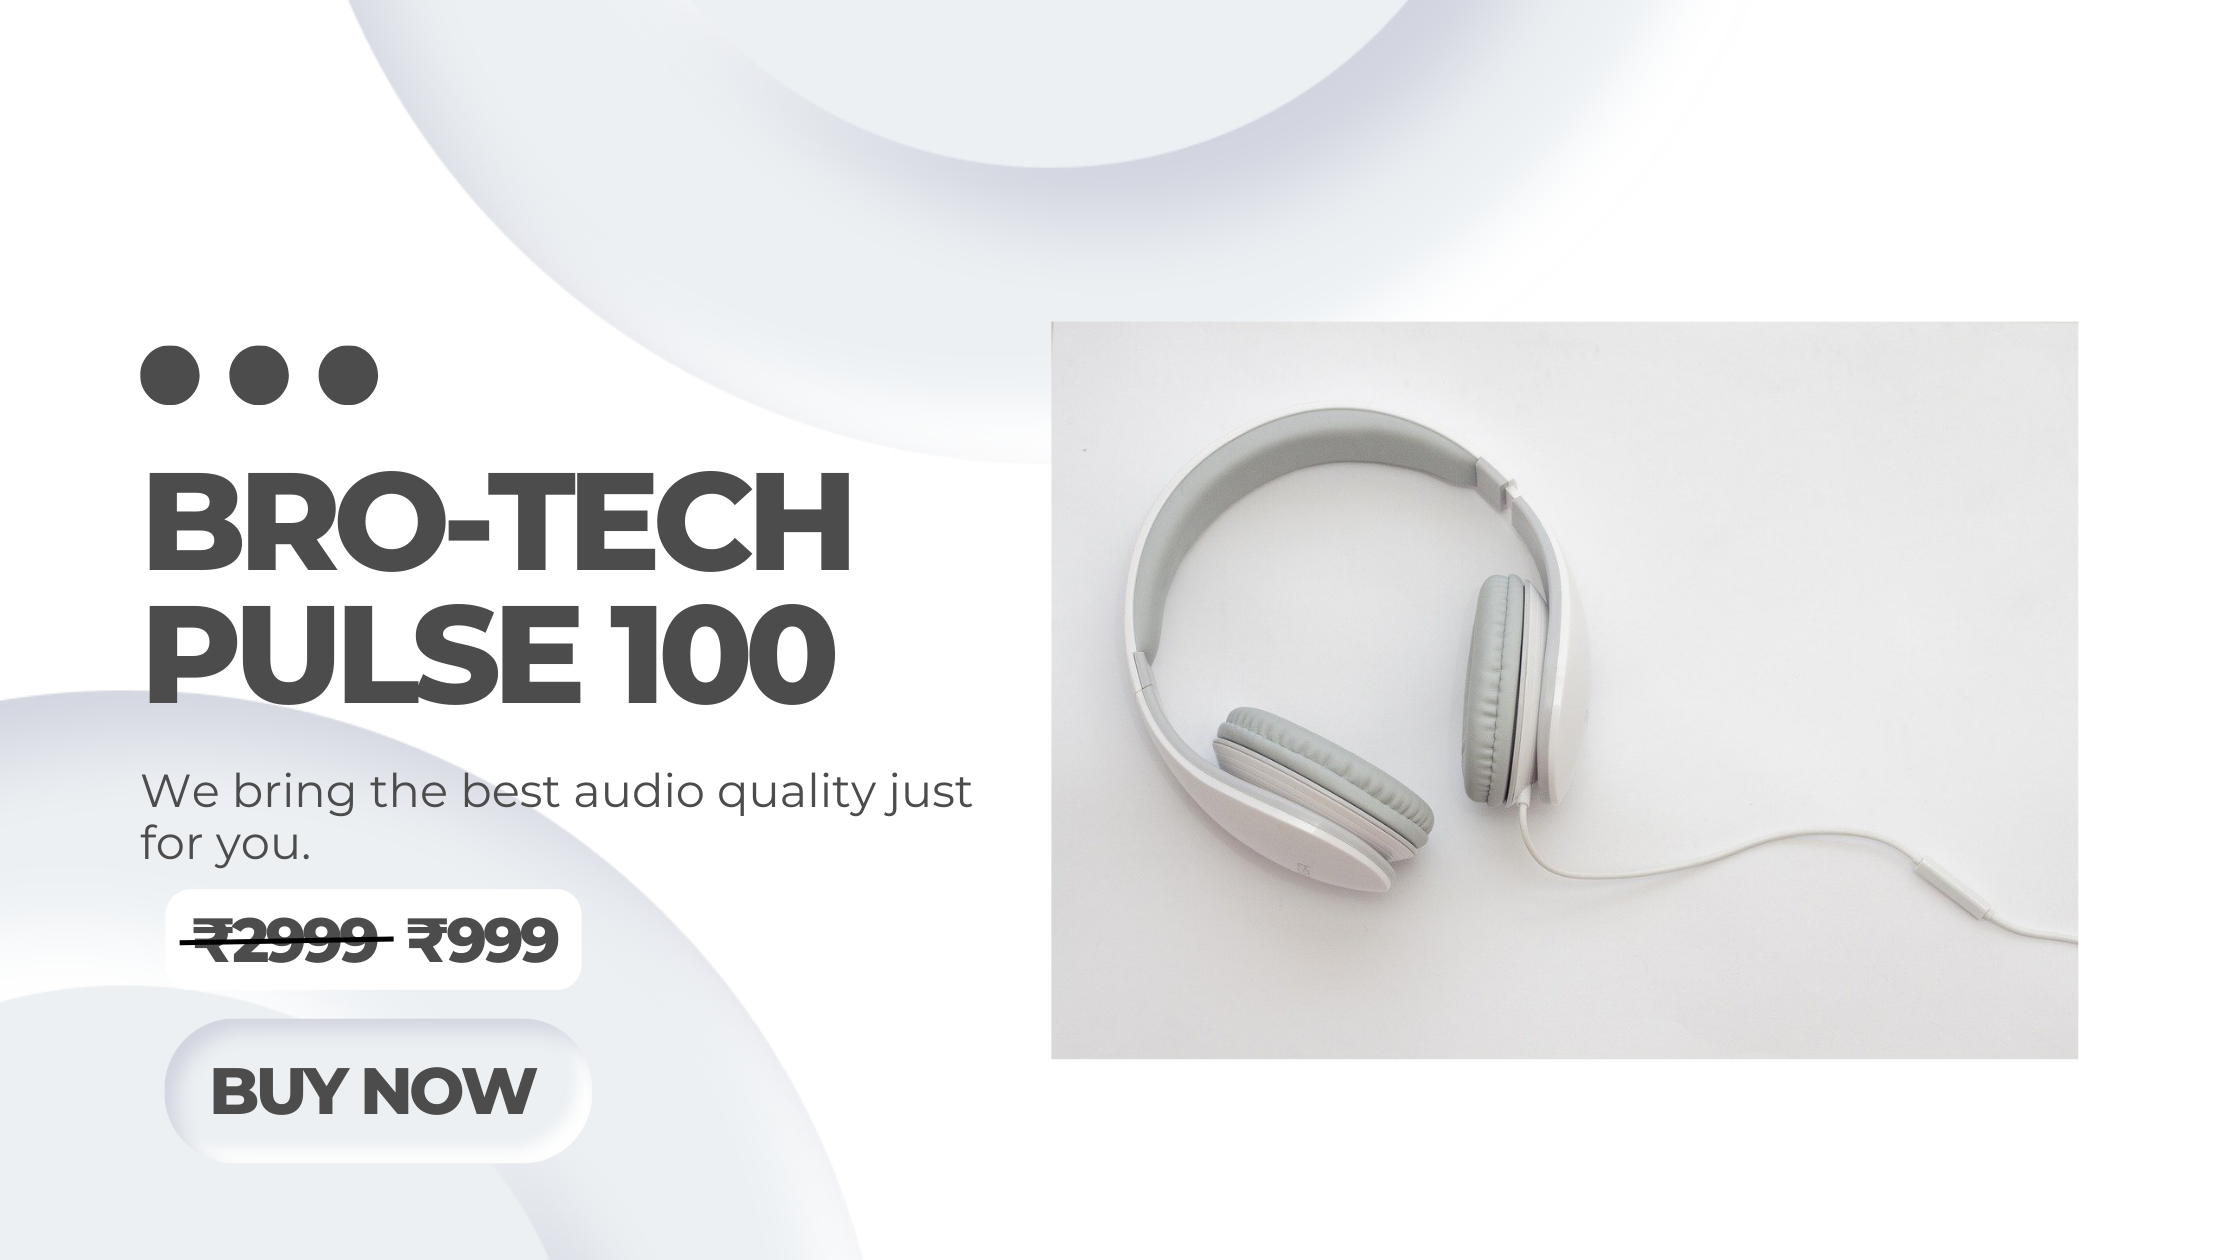 BRO-TECH
PULSE 100
We bring the best audio quality just
for you.
₹2999 ₹999
BUY NOW